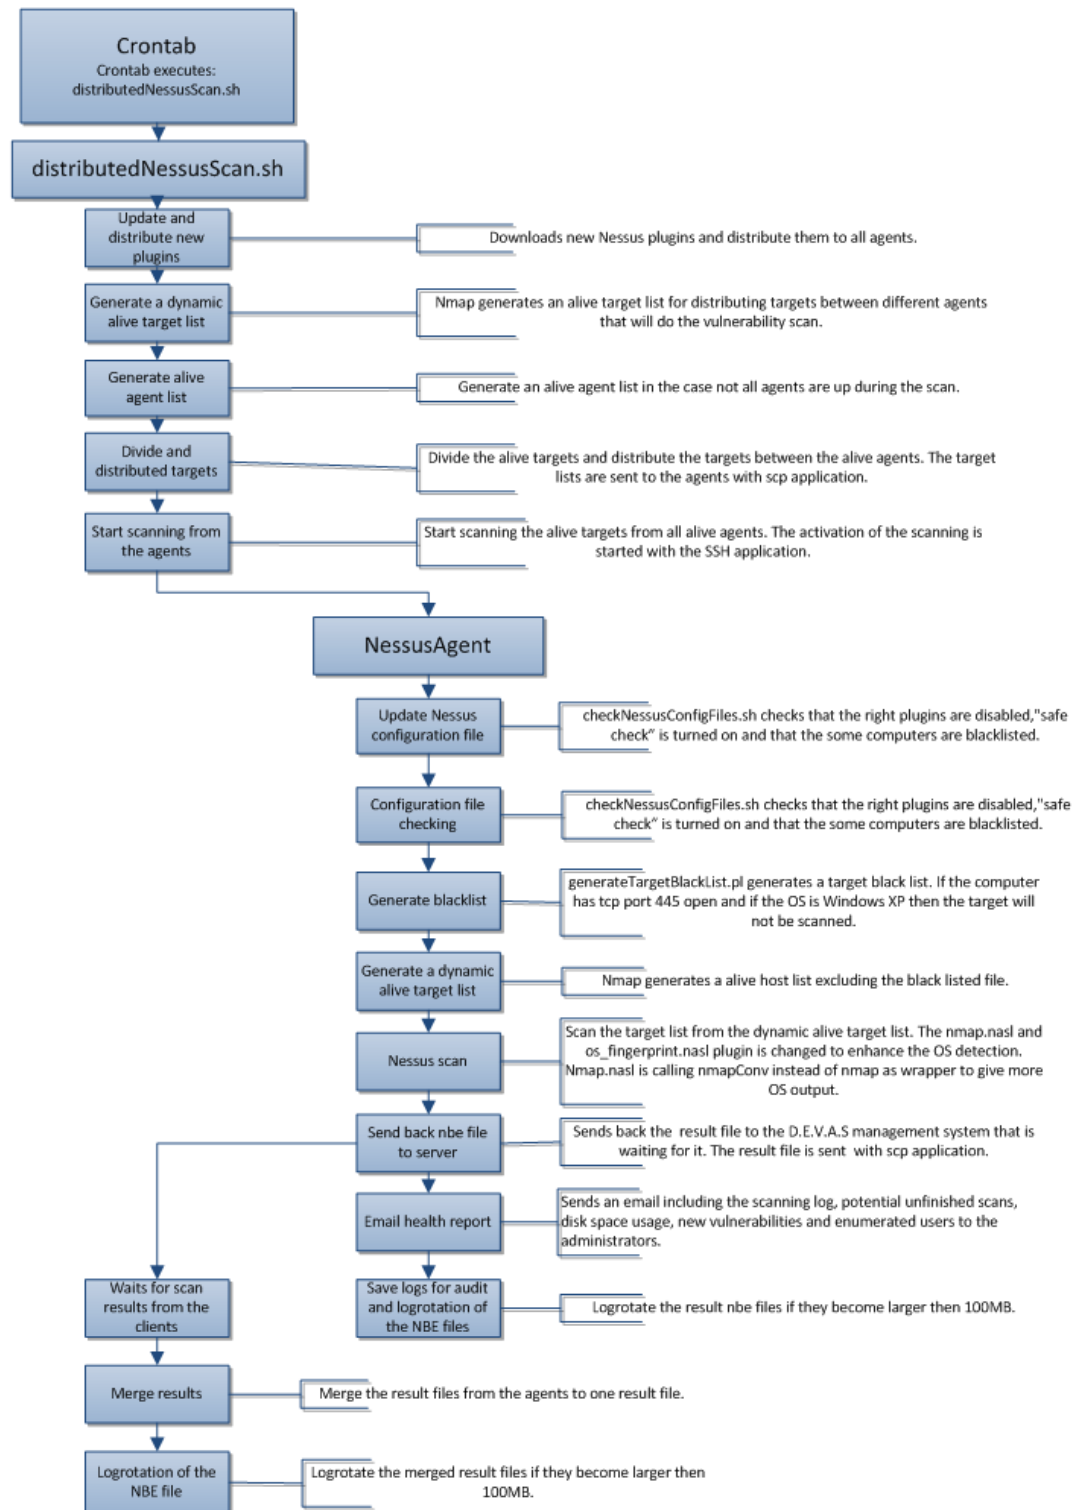 Crontab
Crontab executes:
distributedNessusScan.sh
distributedNessusScan.sh
Update and
distribute new
plugins
Downloads new Nessus plugins and distribute them to all agents.
Generate a dynamic
alive target list
Nmap generates an alive target list for distributing targets between different agents
that will do the vulnerability scan.
Generate alive
agent list
Generate an alive agent list in the case not all agents are up during the scan.
Divide and
distributed targets
Divide the alive targets and distribute the targets between the alive agents. The target
lists are sent to the agents with scp application.
Start scanning from
the agents
Start scanning the alive targets from all alive agents. The activation of the scanning is
started with the SSH application.
NessusAgent
Update Nessus
configuration file
checkNessusConfigFiles.sh checks that the right plugins are disabled,"safe
check" is turned on and that the some computers are blacklisted.
Configuration file
checking
checkNessusConfigFiles.sh checks that the right plugins are disabled,"safe
check" is turned on and that the some computers are blacklisted.
Generate blacklist
generateTargetBlackList.pl generates a target black list. If the computer
has tcp port 445 open and if the OS is Windows XP then the target will
not be scanned.
Generate a dynamic
alive target list
Nmap generates a alive host list excluding the black listed file.
Nessus scan
Scan the target list from the dynamic alive target list. The nmap.nasl and
os_fingerprint.nasl plugin is changed to enhance the OS detection.
Nmap.nasl is calling nmapConv instead of nmap as wrapper to give more
OS output.
Send back nbe file
to server
Sends back the result file to the D.E.V.A.S management system that is
waiting for it. The result file is sent with scp application.
Email health report
Sends an email including the scanning log, potential unfinished scans,
disk space usage, new vulnerabilities and enumerated users to the
administrators.
Waits for scan
results from the
clients
Save logs for audit
and logrotation of
the NBE files
Logrotate the result nbe files if they become larger then 100MB.
Merge results
Merge the result files from the agents to one result file.
Logrotation of the
NBE file
Logrotate the merged result files if they become larger then
100MB.